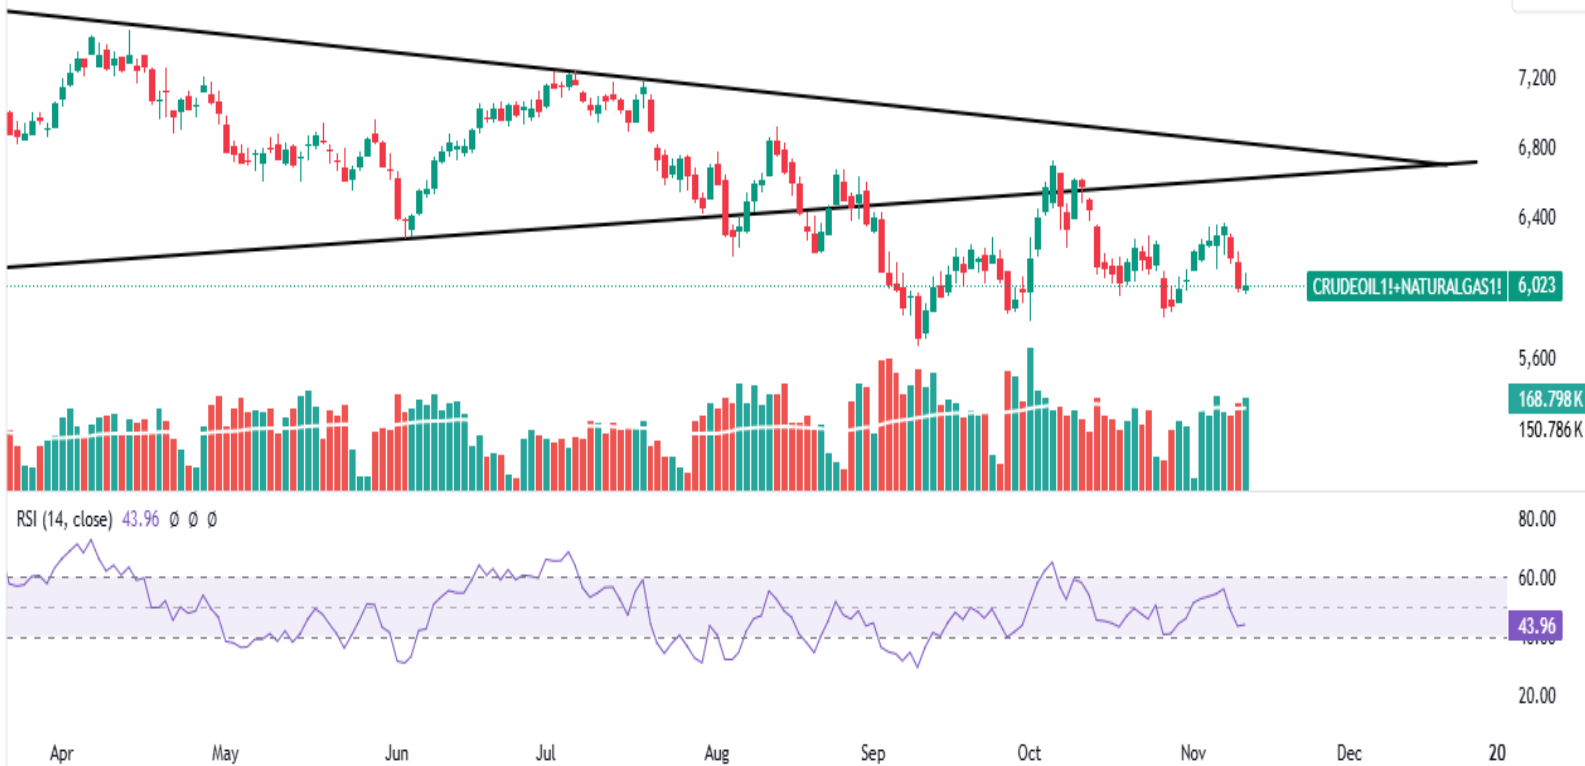 7,200
6,800
6,400
CRUDEOIL1!+NATURALGAS1! 6,023
5,600
168.798K
150.786K
RSI (14, close) 43.96 Ø Ø Ø
80.00
60.00
43.96
20.00
Apr May Jun Jul Aug Sep Oct Nov Dec 20